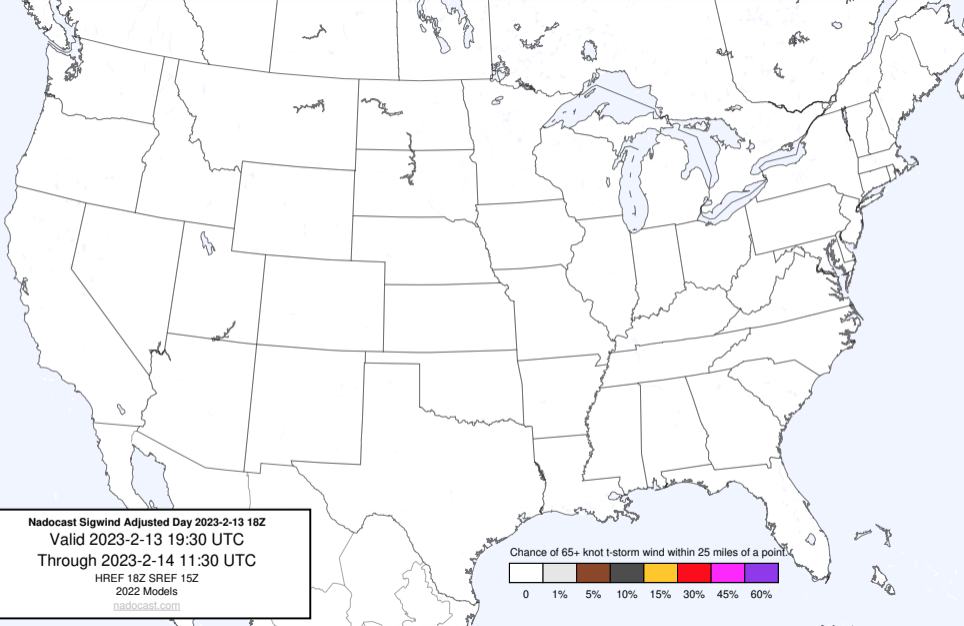 Nadocast Sigwind Adjusted Day 2023-2-13 18Z
Valid 2023-2-13 19:30 UTC
Through 2023-2-14 11:30 UTC
HREF 18Z SREF 15Z
2022 Models
nadocast.com
Chance of 65+ knot t-storm wind within 25 miles of a point.
0 1% 5% 10% 15% 30% 45% 60%